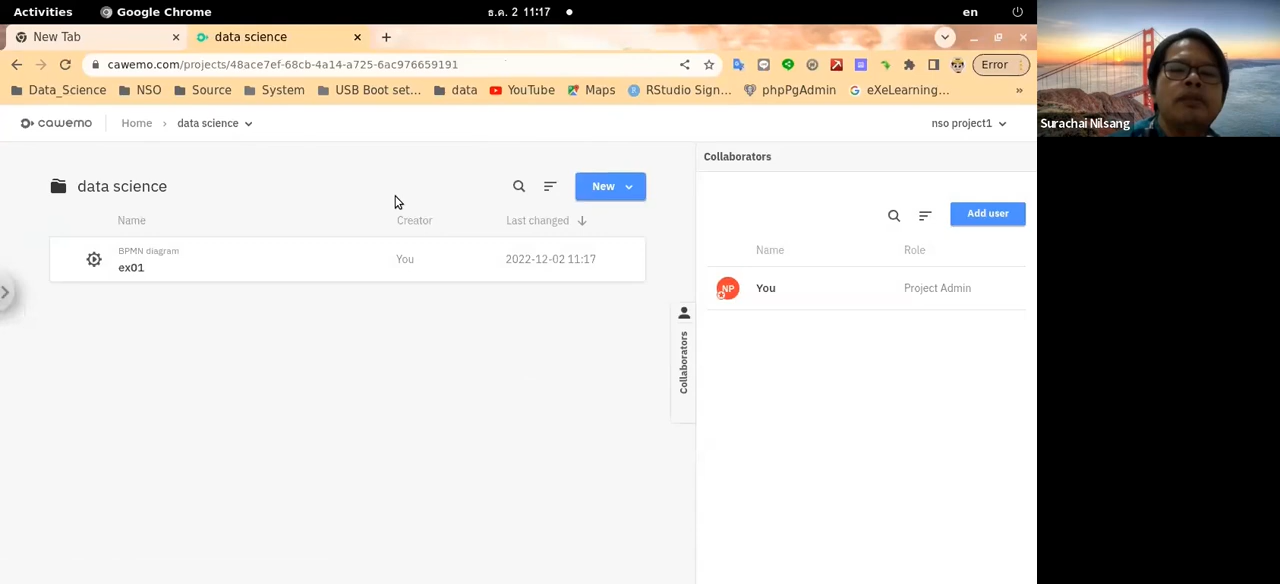 Activities Google Chrome ธ.ค. 2 11:17 en
New Tab data science
cawemo.com/projects/48ace7ef-68cb-4a14-a725-6ac976659191 Error
Data_Science NSO Source System USB Boot set... data YouTube Maps RStudio Sign... phpPgAdmin eXeLearning... »
cawemo Home data science nso project1
Collaborators
data science New
Add user
Name Creator Last changed
Name Role
BPMN diagram
ex01 You 2022-12-02 11:17
NP You Project Admin
Collaborators
Surachai Nilsang